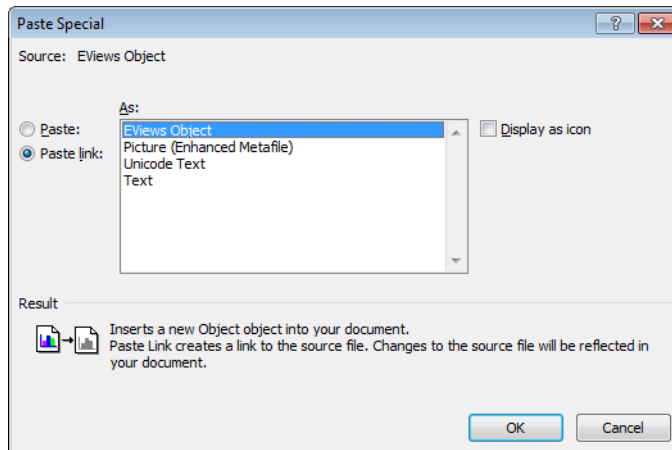 Paste Special
Source: EViews Object
As:
Paste:
Paste link:
EViews Object
Picture (Enhanced Metafile)
Unicode Text
Text
Display as icon
Result
Inserts a new Object object into your document.
Paste Link creates a link to the source file. Changes to the source file will be reflected in
your document.
OK
Cancel